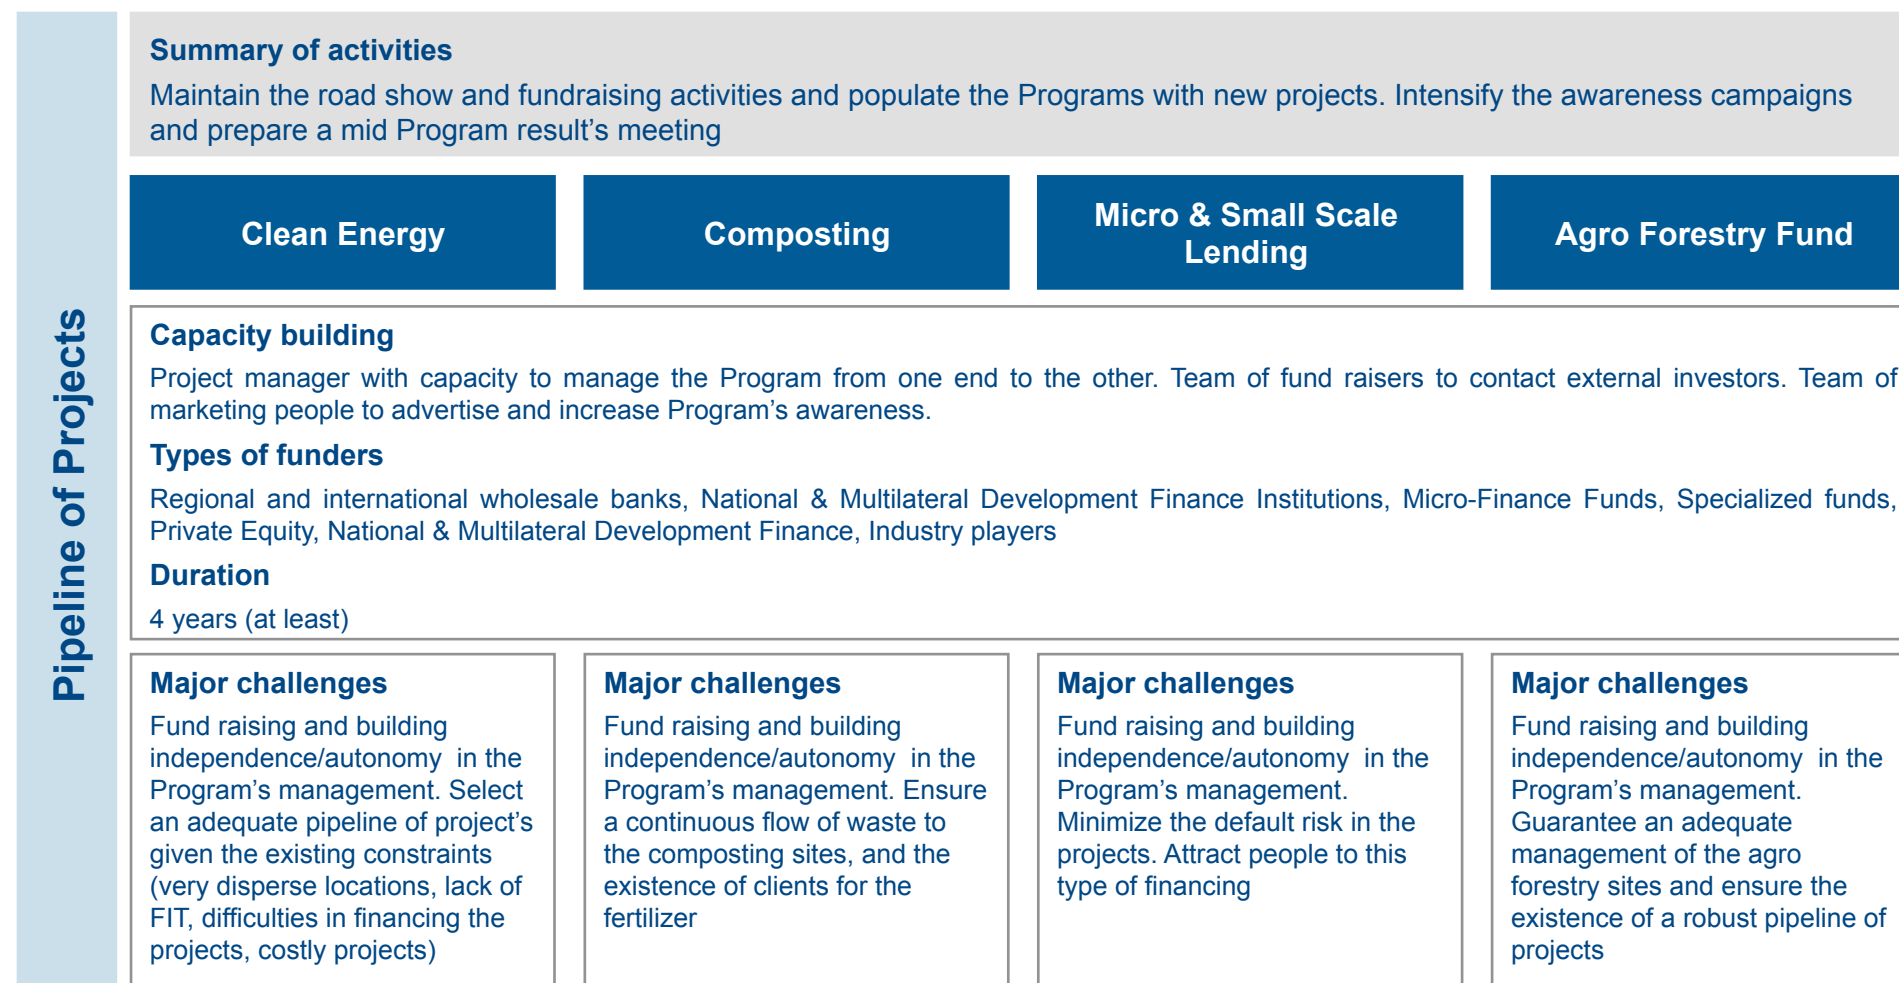 Pipeline of Projects
Summary of activities
Maintain the road show and fundraising activities and populate the Programs with new projects. Intensify the awareness campaigns
and prepare a mid Program result’s meeting
Clean Energy
Composting
Micro & Small Scale
Lending
Agro Forestry Fund
Capacity building
Project manager with capacity to manage the Program from one end to the other. Team of fund raisers to contact external investors. Team of
marketing people to advertise and increase Program’s awareness.
Types of funders
Regional and international wholesale banks, National & Multilateral Development Finance Institutions, Micro-Finance Funds, Specialized funds,
Private Equity, National & Multilateral Development Finance, Industry players
Duration
4 years (at least)
Major challenges
Fund raising and building
independence/autonomy in the
Program’s management. Select
an adequate pipeline of project’s
given the existing constraints
(very disperse locations, lack of
FIT, difficulties in financing the
projects, costly projects)
Major challenges
Fund raising and building
independence/autonomy in the
Program’s management. Ensure
a continuous flow of waste to
the composting sites, and the
existence of clients for the
fertilizer
Major challenges
Fund raising and building
independence/autonomy in the
Program’s management.
Minimize the default risk in the
projects. Attract people to this
type of financing
Major challenges
Fund raising and building
independence/autonomy in the
Program’s management.
Guarantee an adequate
management of the agro
forestry sites and ensure the
existence of a robust pipeline of
projects